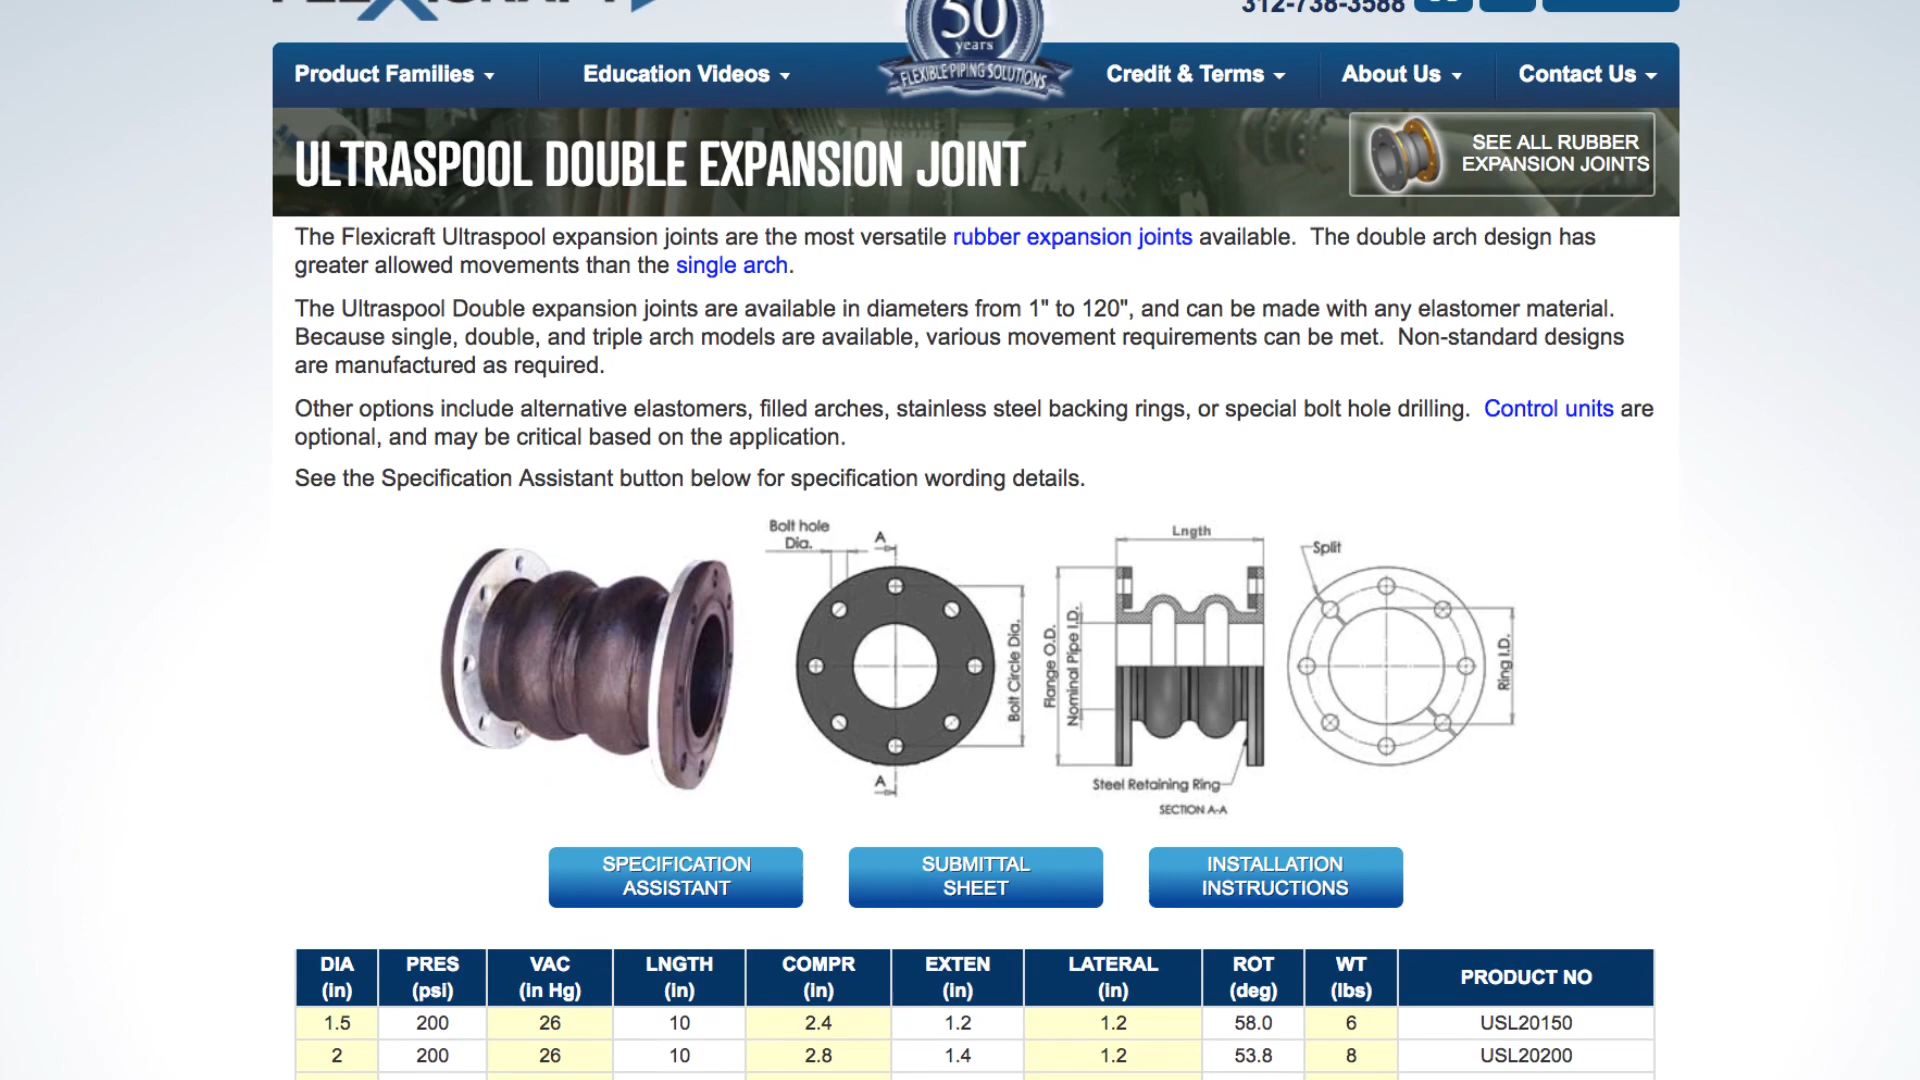 312-738-3588
50
years
FLEXIBLE PIPING SOLUTIONS
Product Families
Education Videos
Credit & Terms
About Us
Contact Us
ULTRASPOOL DOUBLE EXPANSION JOINT
SEE ALL RUBBER
EXPANSION JOINTS
The Flexicraft Ultraspool expansion joints are the most versatile rubber expansion joints available. The double arch design has
greater allowed movements than the single arch.
The Ultraspool Double expansion joints are available in diameters from 1" to 120", and can be made with any elastomer material.
Because single, double, and triple arch models are available, various movement requirements can be met. Non-standard designs
are manufactured as required.
Other options include alternative elastomers, filled arches, stainless steel backing rings, or special bolt hole drilling. Control units are
optional, and may be critical based on the application.
See the Specification Assistant button below for specification wording details.
Bolt hole
Dia.
A
A
Bolt Circle Dia.
Flange O.D.
Nominal Pipe I.D.
Lngth
Steel Retaining Ring
SECTION A-A
Split
Ring I.D.
SPECIFICATION
ASSISTANT
SUBMITTAL
SHEET
INSTALLATION
INSTRUCTIONS
DIA (in) PRES (psi) VAC (in Hg) LNGTH (in) COMPR (in) EXTEN (in) LATERAL (in) ROT (deg) WT (lbs) PRODUCT NO
1.5 200 26 10 2.4 1.2 1.2 58.0 6 USL20150
2 200 26 10 2.8 1.4 1.2 53.8 8 USL20200